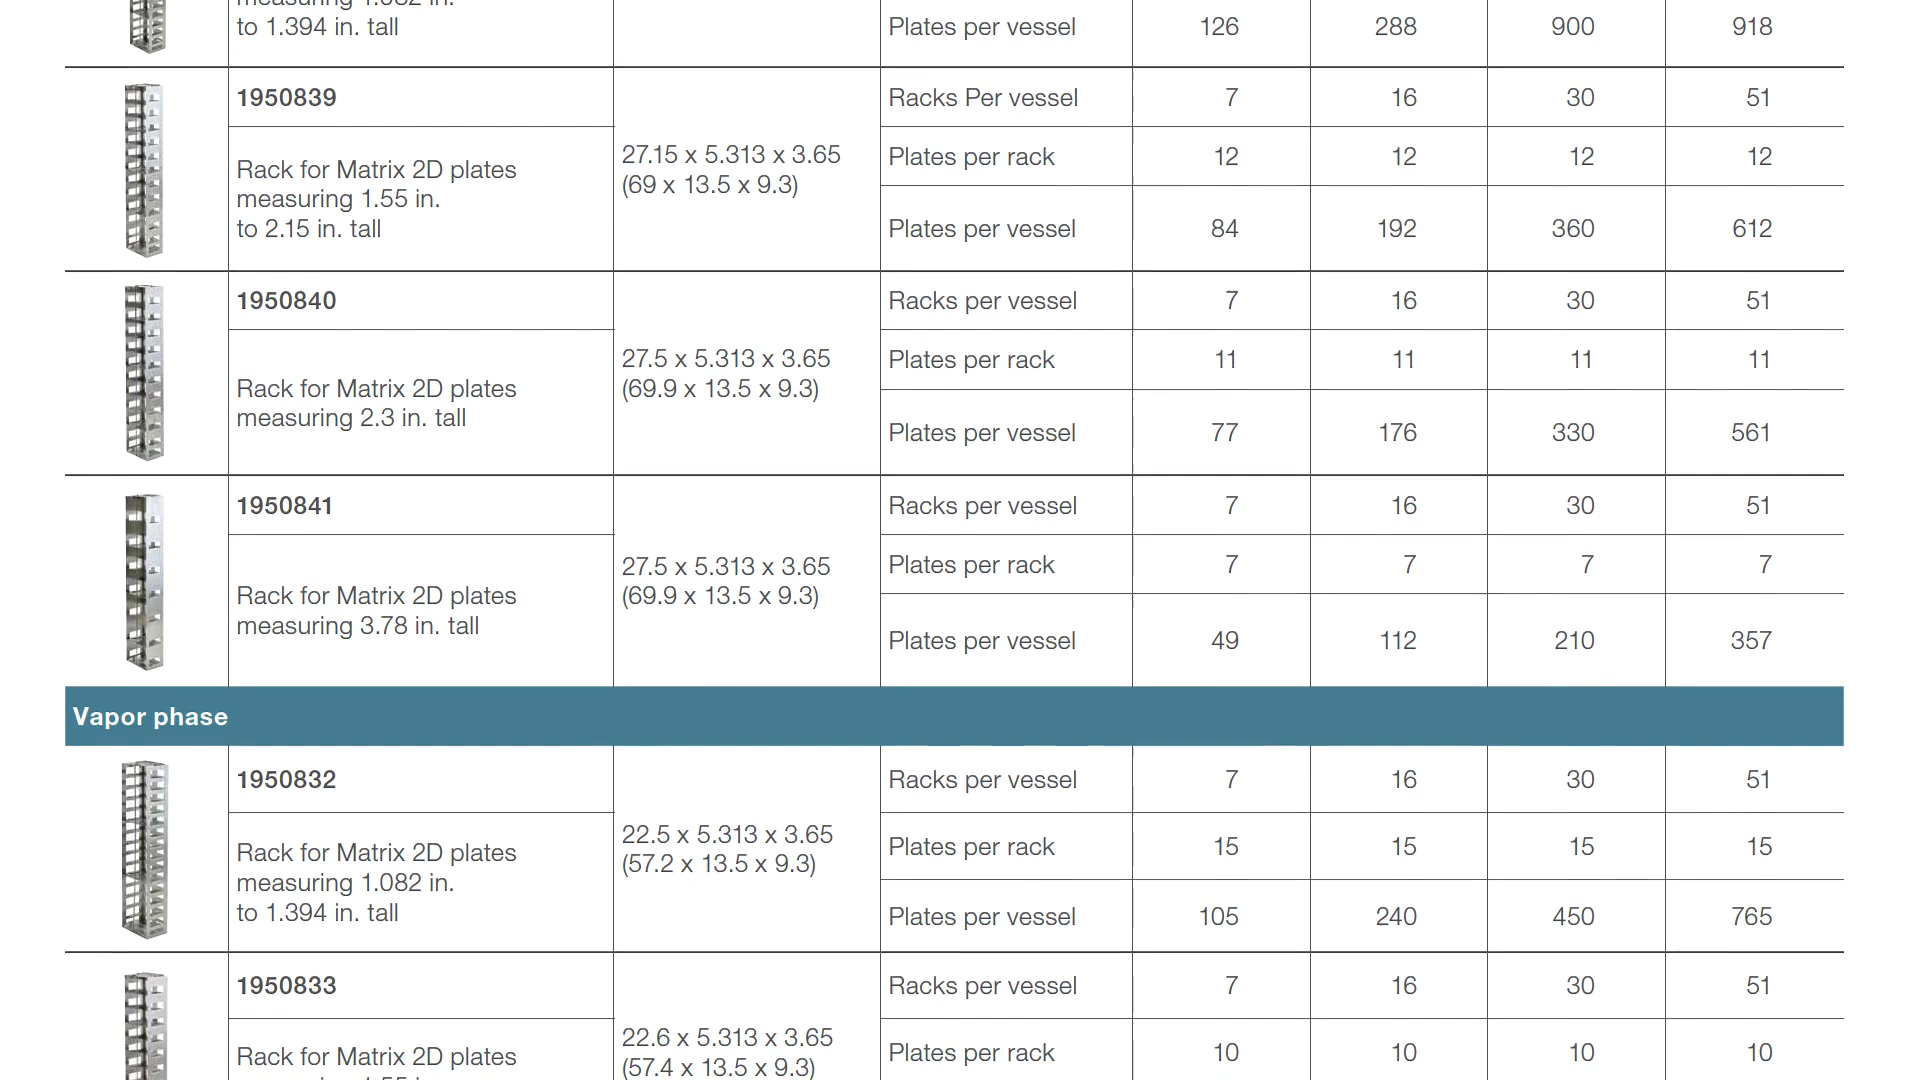 to 1.394 in. tall
Plates per vessel 126 288 900 918
1950839
Racks Per vessel 7 16 30 51
27.15 x 5.313 x 3.65
(69 x 13.5 x 9.3)
Plates per rack 12 12 12 12
Rack for Matrix 2D plates
measuring 1.55 in.
to 2.15 in. tall
Plates per vessel 84 192 360 612
1950840
Racks per vessel 7 16 30 51
27.5 x 5.313 x 3.65
(69.9 x 13.5 x 9.3)
Plates per rack 11 11 11 11
Rack for Matrix 2D plates
measuring 2.3 in. tall
Plates per vessel 77 176 330 561
1950841
Racks per vessel 7 16 30 51
27.5 x 5.313 x 3.65
(69.9 x 13.5 x 9.3)
Plates per rack 7 7 7 7
Rack for Matrix 2D plates
measuring 3.78 in. tall
Plates per vessel 49 112 210 357
Vapor phase
1950832
Racks per vessel 7 16 30 51
22.5 x 5.313 x 3.65
(57.2 x 13.5 x 9.3)
Plates per rack 15 15 15 15
Rack for Matrix 2D plates
measuring 1.082 in.
to 1.394 in. tall
Plates per vessel 105 240 450 765
1950833
Racks per vessel 7 16 30 51
22.6 x 5.313 x 3.65
(57.4 x 13.5 x 9.3)
Plates per rack 10 10 10 10
Rack for Matrix 2D plates